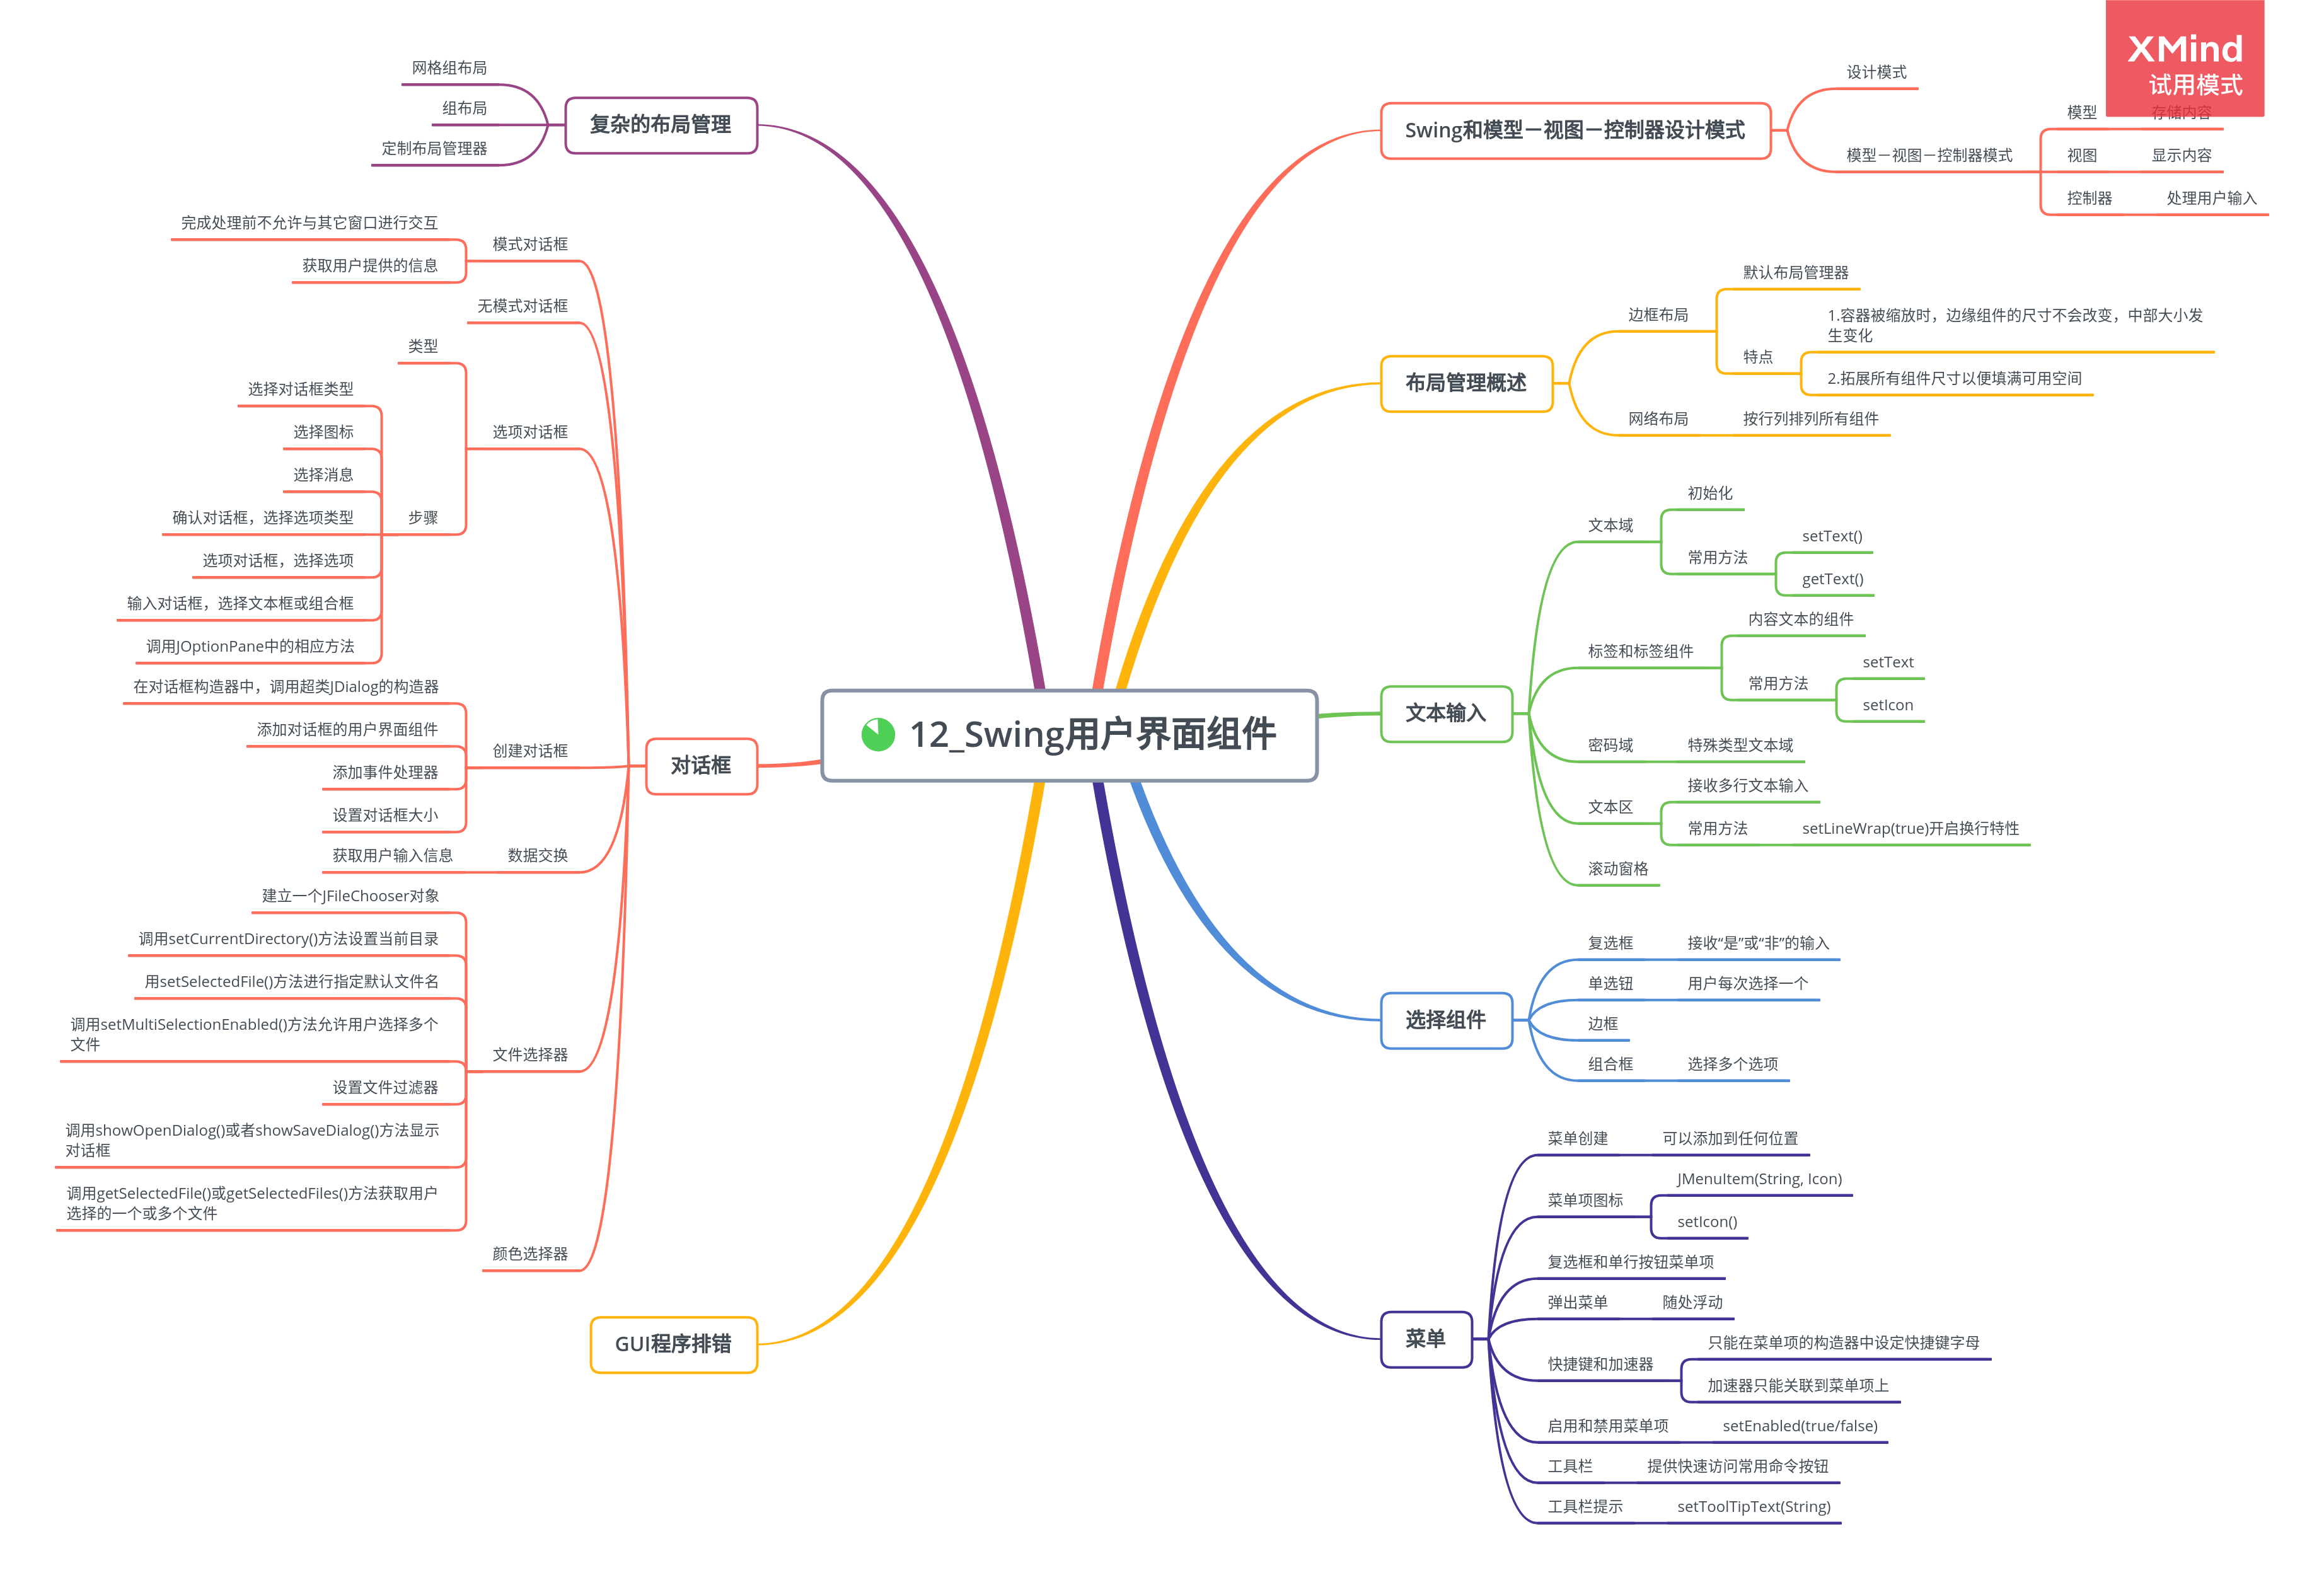 XMind
试用模式
12_Swing用户界面组件
Swing和模型－视图－控制器设计模式
设计模式
模型－视图－控制器模式
模型
存储内容
视图
显示内容
控制器
处理用户输入
布局管理概述
边框布局
默认布局管理器
特点
1.容器被缩放时，边缘组件的尺寸不会改变，中部大小发
生变化
2.拓展所有组件尺寸以便填满可用空间
网络布局
按行列排列所有组件
文本输入
文本域
初始化
常用方法
setText()
getText()
标签和标签组件
内容文本的组件
常用方法
setText
setIcon
密码域
特殊类型文本域
文本区
接收多行文本输入
常用方法
setLineWrap(true)开启换行特性
滚动窗格
选择组件
复选框
接收“是”或“非”的输入
单选钮
用户每次选择一个
边框
组合框
选择多个选项
菜单
菜单创建
可以添加到任何位置
菜单项图标
JMenuItem(String, Icon)
setIcon()
复选框和单行按钮菜单项
弹出菜单
随处浮动
快捷键和加速器
只能在菜单项的构造器中设定快捷键字母
加速器只能关联到菜单项上
启用和禁用菜单项
setEnabled(true/false)
工具栏
提供快速访问常用命令按钮
工具栏提示
setToolTipText(String)
复杂的布局管理
网格组布局
组布局
定制布局管理器
对话框
模式对话框
完成处理前不允许与其它窗口进行交互
获取用户提供的信息
无模式对话框
选项对话框
类型
步骤
选择对话框类型
选择图标
选择消息
确认对话框，选择选项类型
选项对话框，选择选项
输入对话框，选择文本框或组合框
调用JOptionPane中的相应方法
创建对话框
在对话框构造器中，调用超类JDialog的构造器
添加对话框的用户界面组件
添加事件处理器
设置对话框大小
数据交换
获取用户输入信息
文件选择器
建立一个JFileChooser对象
调用setCurrentDirectory()方法设置当前目录
用setSelectedFile()方法进行指定默认文件名
调用setMultiSelectionEnabled()方法允许用户选择多个
文件
设置文件过滤器
调用showOpenDialog()或者showSaveDialog()方法显示
对话框
调用getSelectedFile()或getSelectedFiles()方法获取用户
选择的一个或多个文件
颜色选择器
GUI程序排错